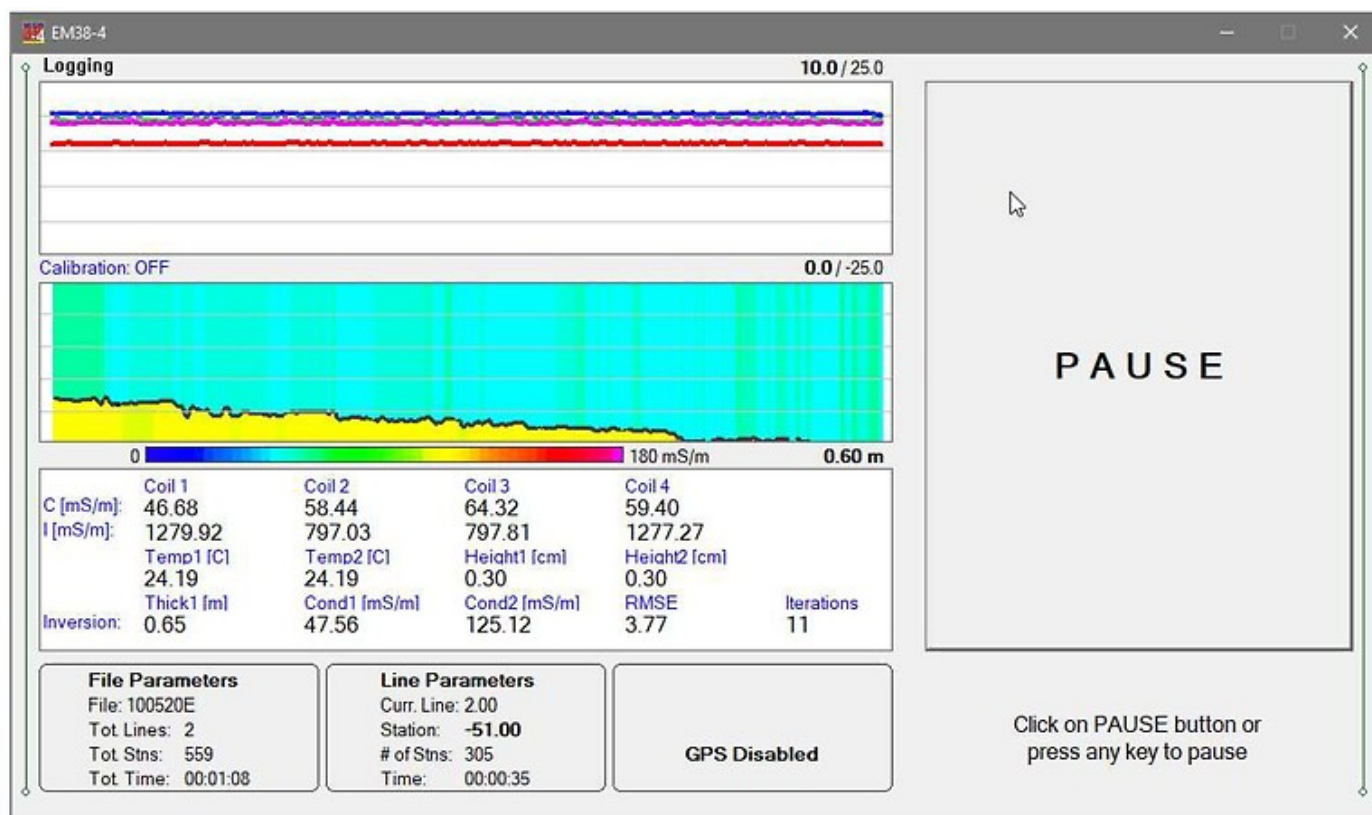 EM38-4
Logging 10.0 / 25.0
Calibration: OFF 0.0 / -25.0
0 180 mS/m 0.60 m
Coil 1 Coil 2 Coil 3 Coil 4
C [mS/m]: 46.68 58.44 64.32 59.40
I [mS/m]: 1279.92 797.03 797.81 1277.27
Temp1 [C] Temp2 [C] Height1 [cm] Height2 [cm]
24.19 24.19 0.30 0.30
Thick1 [m] Cond1 [mS/m] Cond2 [mS/m] RMSE Iterations
Inversion: 0.65 47.56 125.12 3.77 11
File Parameters
File: 100520E
Tot. Lines: 2
Tot. Stns: 559
Tot. Time: 00:01:08
Line Parameters
Curr. Line: 2.00
Station: -51.00
# of Stns: 305
Time: 00:00:35
GPS Disabled
PAUSE
Click on PAUSE button or
press any key to pause